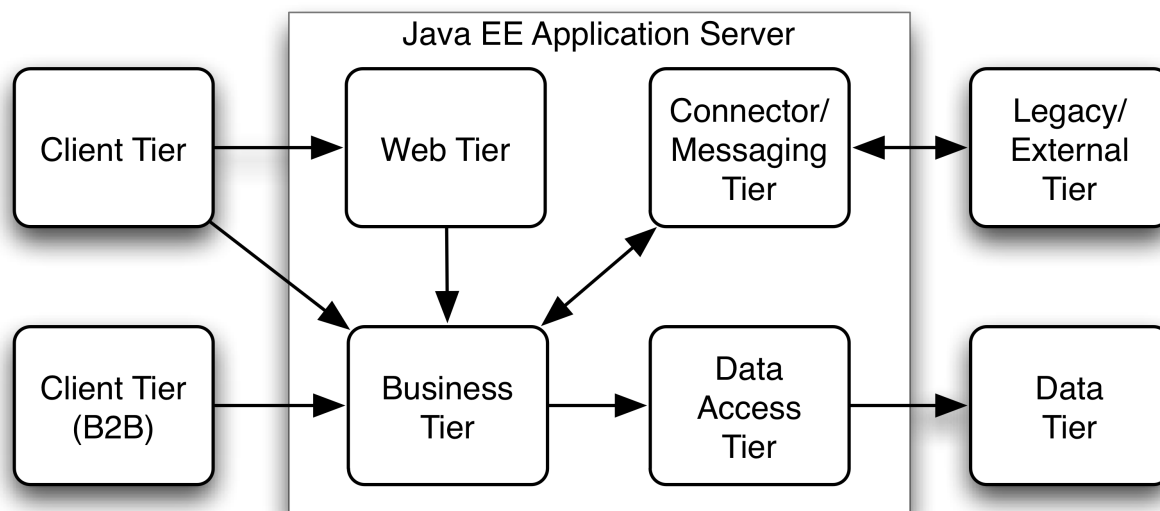 Java EE Application Server
Client Tier
Web Tier
Connector/
Messaging
Tier
Legacy/
External
Tier
Client Tier
(B2B)
Business
Tier
Data
Access
Tier
Data
Tier